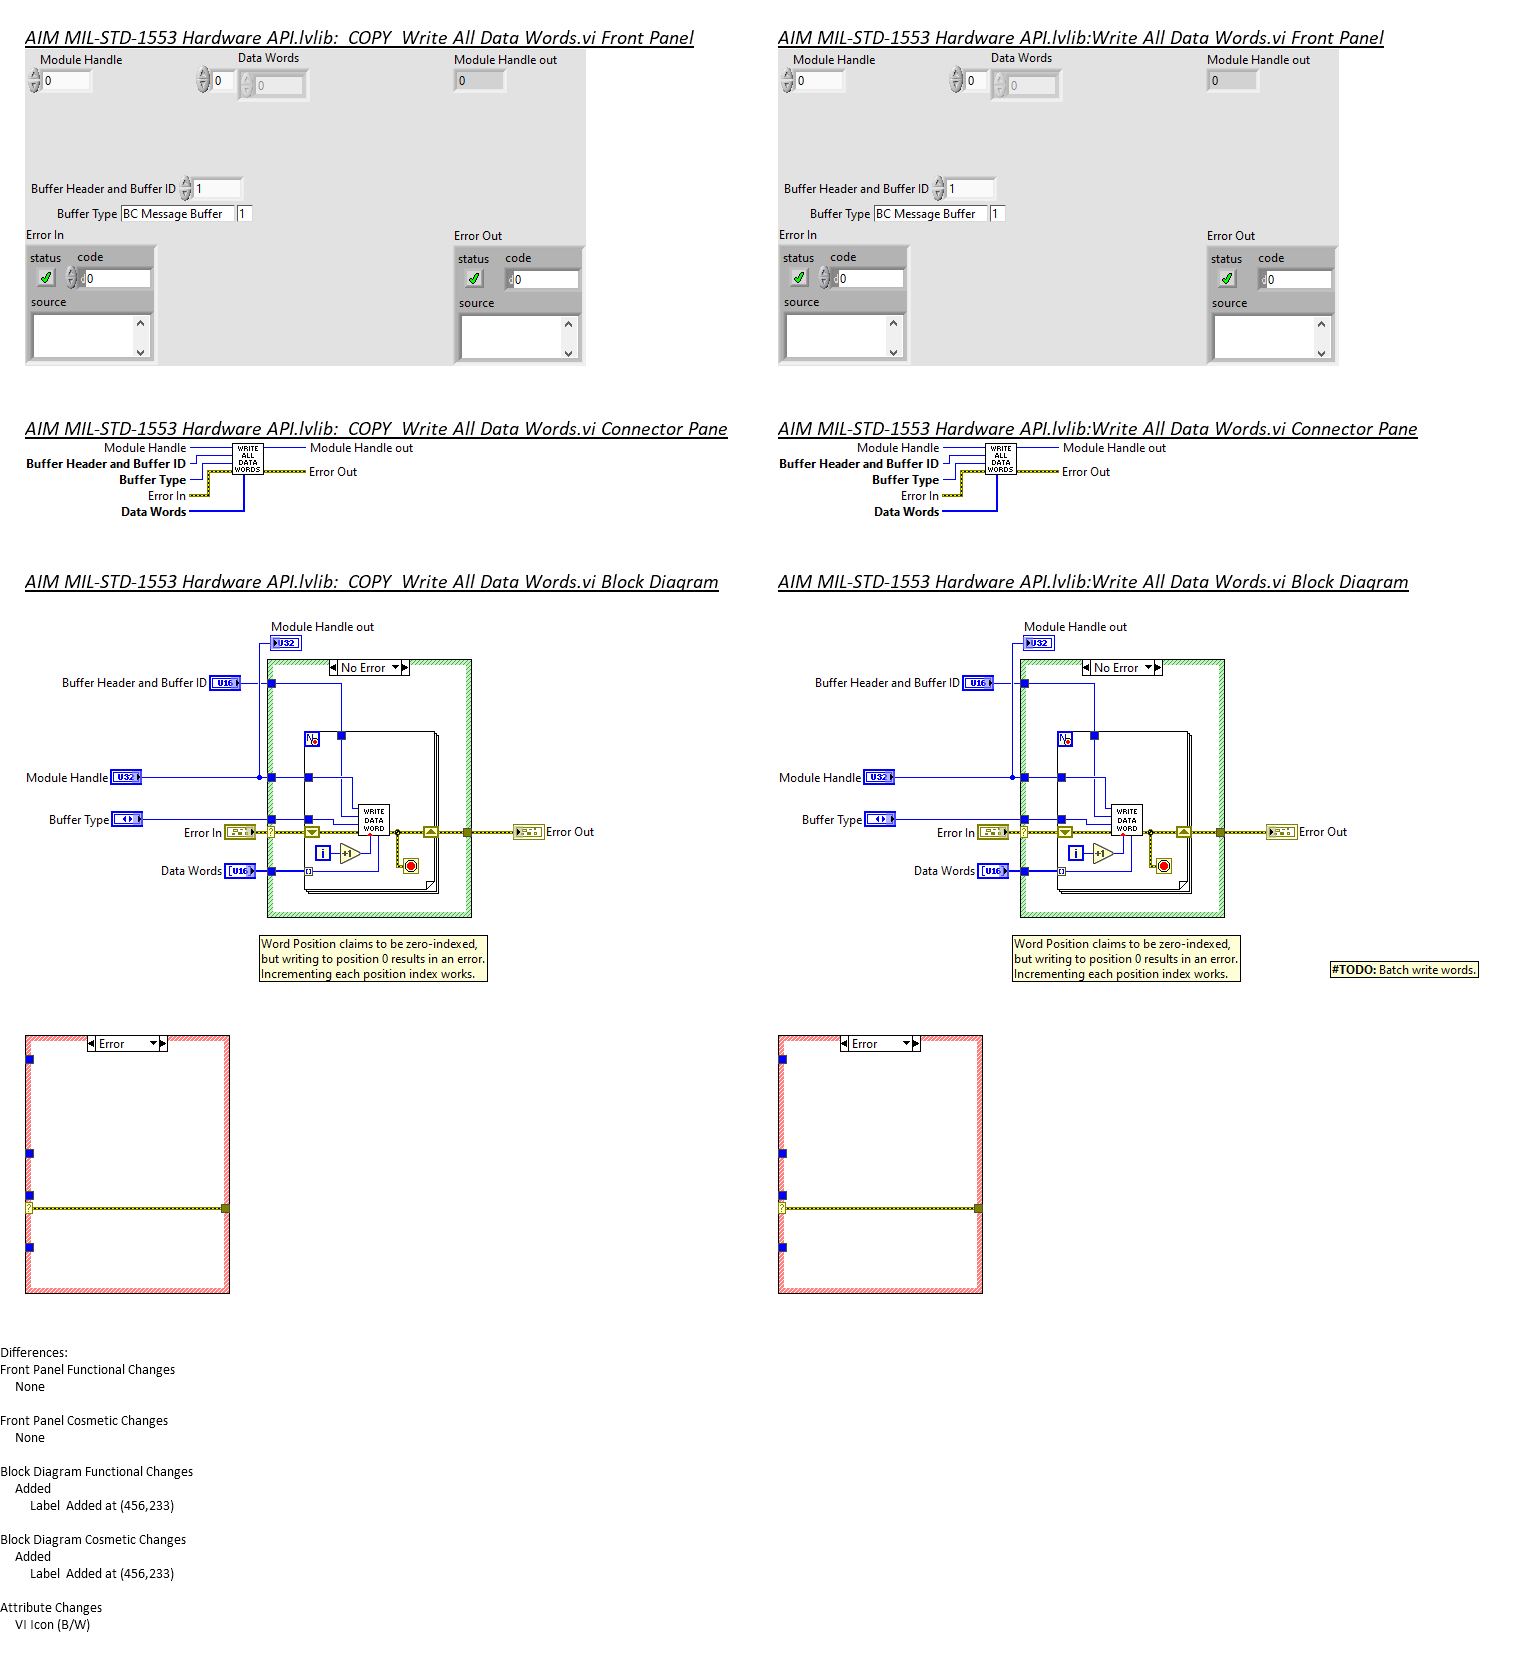 AIM MIL-STD-1553 Hardware API.lvlib:  COPY  Write All Data Words.vi Front Panel
Module Handle
0
Data Words
0
0
Module Handle out
0
Buffer Header and Buffer ID
1
Buffer Type
BC Message Buffer
1
Error In
status
code
0
source
Error Out
status
code
0
source
AIM MIL-STD-1553 Hardware API.lvlib:Write All Data Words.vi Front Panel
Module Handle
0
Data Words
0
0
Module Handle out
0
Buffer Header and Buffer ID
1
Buffer Type
BC Message Buffer
1
Error In
status
code
0
source
Error Out
status
code
0
source
AIM MIL-STD-1553 Hardware API.lvlib:  COPY  Write All Data Words.vi Connector Pane
Module Handle
Buffer Header and Buffer ID
Buffer Type
Error In
Data Words
WRITE
ALL
DATA
WORDS
Module Handle out
Error Out
AIM MIL-STD-1553 Hardware API.lvlib:Write All Data Words.vi Connector Pane
Module Handle
Buffer Header and Buffer ID
Buffer Type
Error In
Data Words
WRITE
ALL
DATA
WORDS
Module Handle out
Error Out
AIM MIL-STD-1553 Hardware API.lvlib:  COPY  Write All Data Words.vi Block Diagram
Module Handle out
U32
No Error
Buffer Header and Buffer ID
U16
N
Module Handle
U32
Buffer Type
WRITE
DATA
WORD
Error In
?
Error Out
i
+1
Data Words
[U16]
Word Position claims to be zero-indexed,
but writing to position 0 results in an error.
Incrementing each position index works.
Error
?
AIM MIL-STD-1553 Hardware API.lvlib:Write All Data Words.vi Block Diagram
Module Handle out
U32
No Error
Buffer Header and Buffer ID
U16
N
Module Handle
U32
Buffer Type
WRITE
DATA
WORD
Error In
?
Error Out
i
+1
Data Words
[U16]
Word Position claims to be zero-indexed,
but writing to position 0 results in an error.
Incrementing each position index works.
#TODO: Batch write words.
Error
?
Differences:
Front Panel Functional Changes
None
Front Panel Cosmetic Changes
None
Block Diagram Functional Changes
Added
Label  Added at (456,233)
Block Diagram Cosmetic Changes
Added
Label  Added at (456,233)
Attribute Changes
VI Icon (B/W)